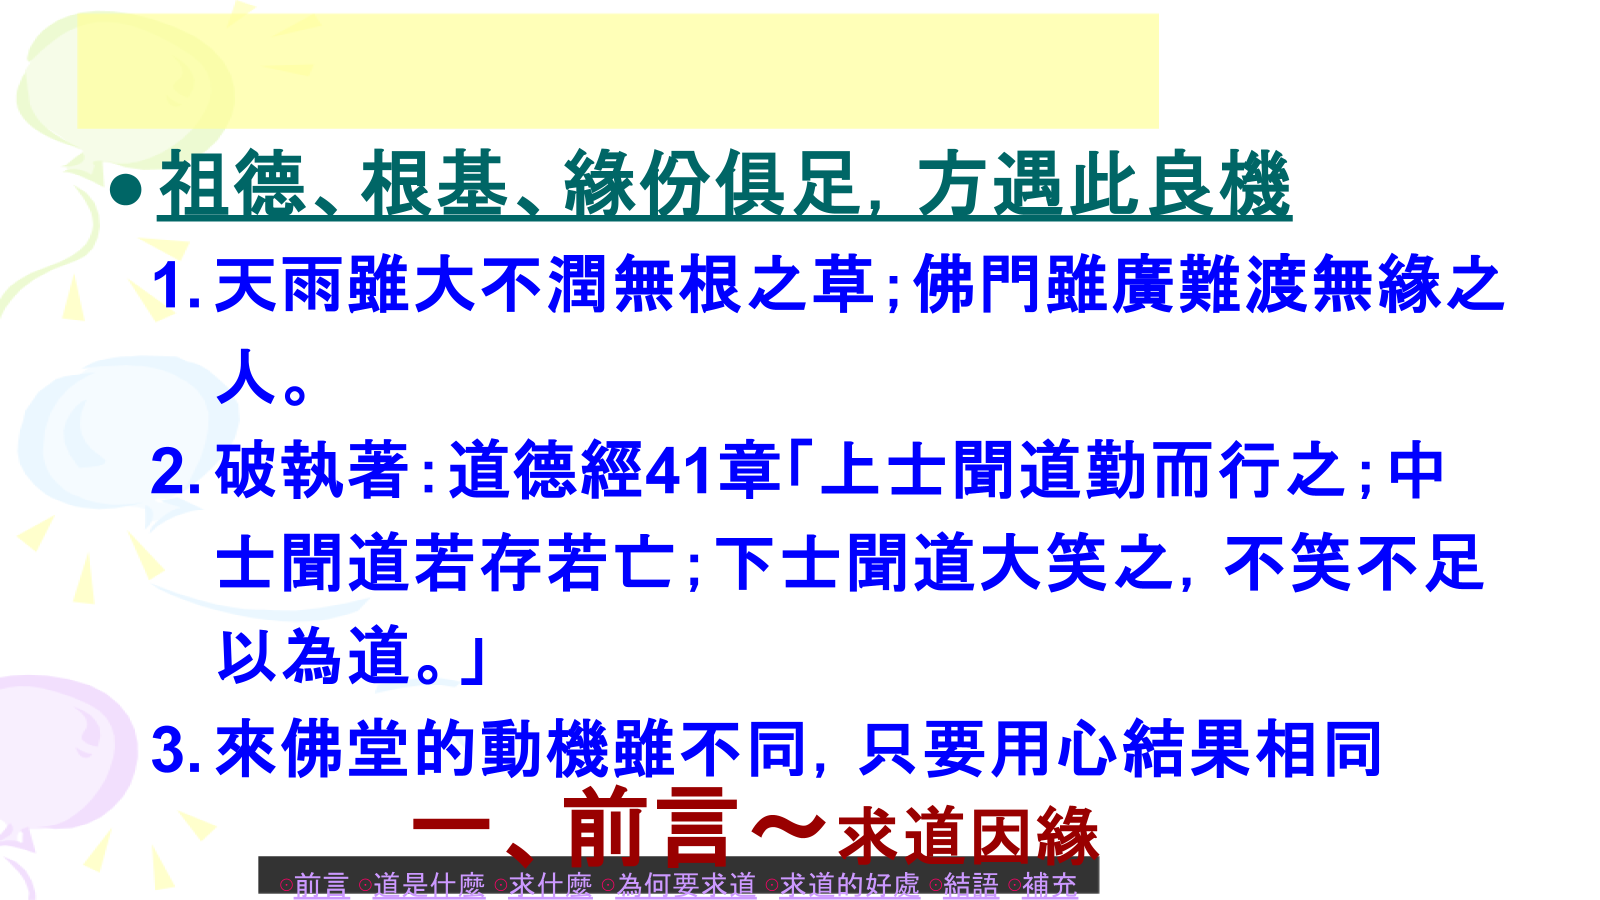 ●祖德、根基、緣份俱足，方遇此良機
1.天雨雖大不潤無根之草；佛門雖廣難渡無緣之
人。
2.破執著：道德經41章「上士聞道勤而行之；中
士聞道若存若亡；下士聞道大笑之，不笑不足
以為道。」
3.來佛堂的動機雖不同，只要用心結果相同
一、前言～求道因緣
⊙前言 ⊙道是什麼 ⊙求什麼 ⊙為何要求道 ⊙求道的好處 ⊙結語 ⊙補充